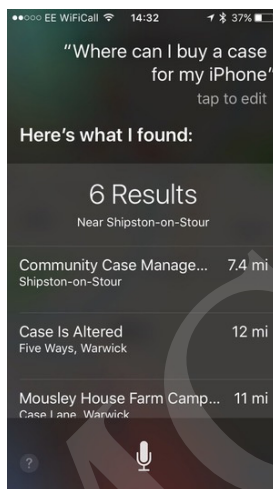 EE WiFiCall 14:32 37%
“Where can I buy a case
for my iPhone”
tap to edit
Here’s what I found:
6 Results
Near Shipston-on-Stour
Community Case Manage... 7.4 mi
Shipston-on-Stour
Case Is Altered 12 mi
Five Ways, Warwick
Mousley House Farm Camp... 11 mi
Case Lane, Warwick
?